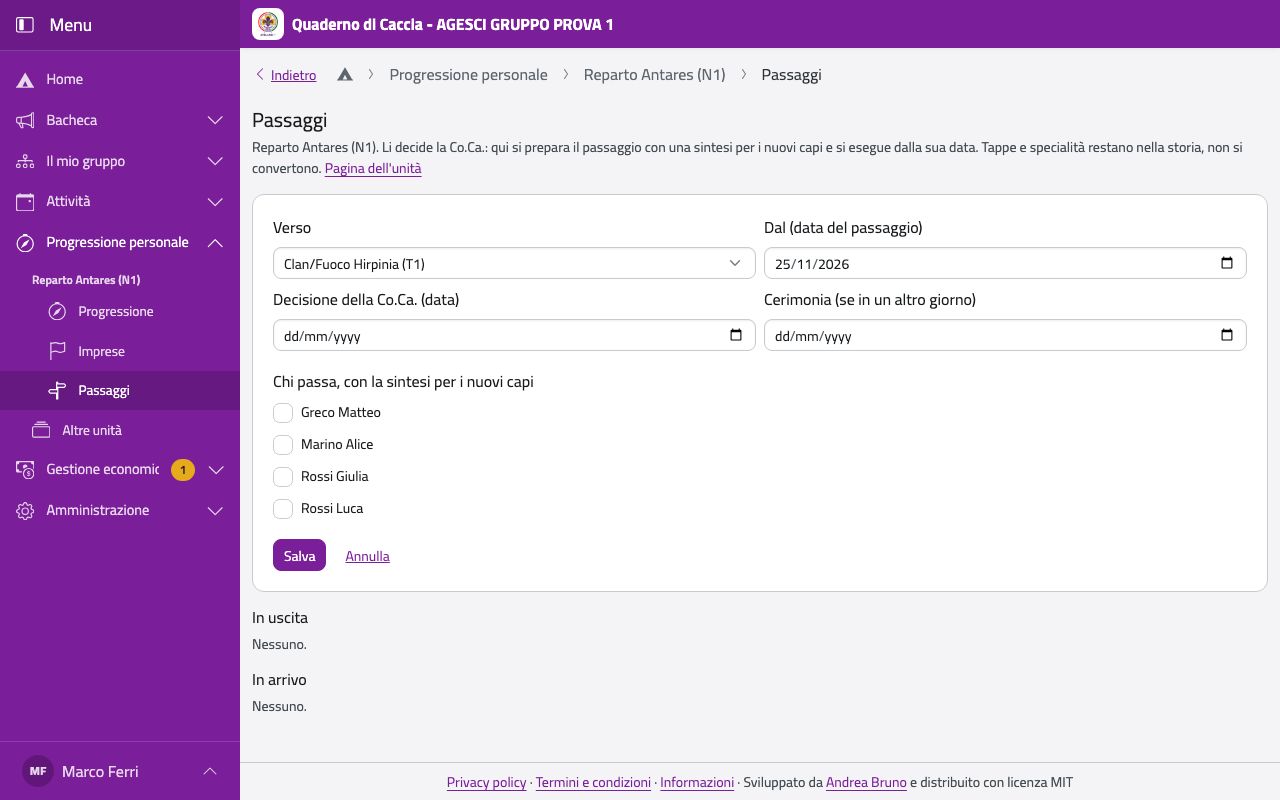 Menu
Quaderno di Caccia - AGESCI GRUPPO PROVA 1
Home
Bacheca
Il mio gruppo
Attività
Progressione personale
Reparto Antares (N1)
Progressione
Imprese
Passaggi
Altre unità
Gestione economic 1
Amministrazione
MF Marco Ferri
Indietro Progressione personale Reparto Antares (N1) Passaggi
Passaggi
Reparto Antares (N1). Li decide la Co.Ca.: qui si prepara il passaggio con una sintesi per i nuovi capi e si esegue dalla sua data. Tappe e specialità restano nella storia, non si
convertono. Pagina dell'unità
Verso
Clan/Fuoco Hirpinia (T1)
Dal (data del passaggio)
25/11/2026
Decisione della Co.Ca. (data)
dd/mm/yyyy
Cerimonia (se in un altro giorno)
dd/mm/yyyy
Chi passa, con la sintesi per i nuovi capi
Greco Matteo
Marino Alice
Rossi Giulia
Rossi Luca
Salva Annulla
In uscita
Nessuno.
In arrivo
Nessuno.
Privacy policy · Termini e condizioni · Informazioni · Sviluppato da Andrea Bruno e distribuito con licenza MIT